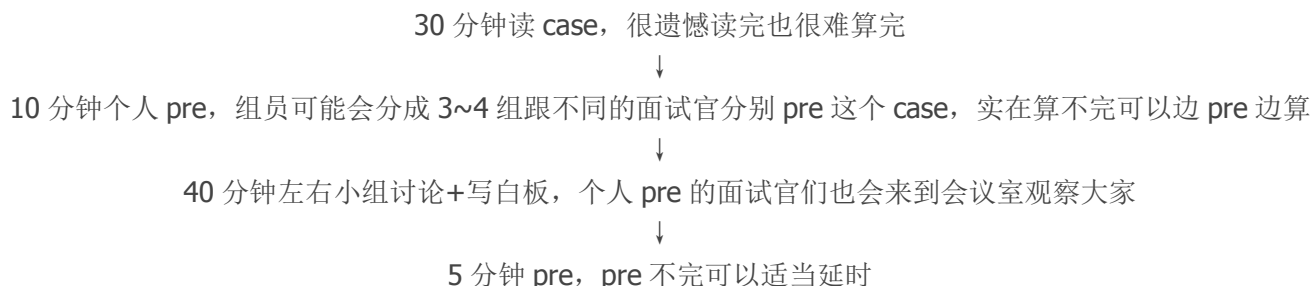 30 分钟读 case，很遗憾读完也很难算完
↓
10 分钟个人 pre，组员可能会分成 3~4 组跟不同的面试官分别 pre 这个 case，实在算不完可以边 pre 边算
↓
40 分钟左右小组讨论+写白板，个人 pre 的面试官们也会来到会议室观察大家
↓
5 分钟 pre，pre 不完可以适当延时